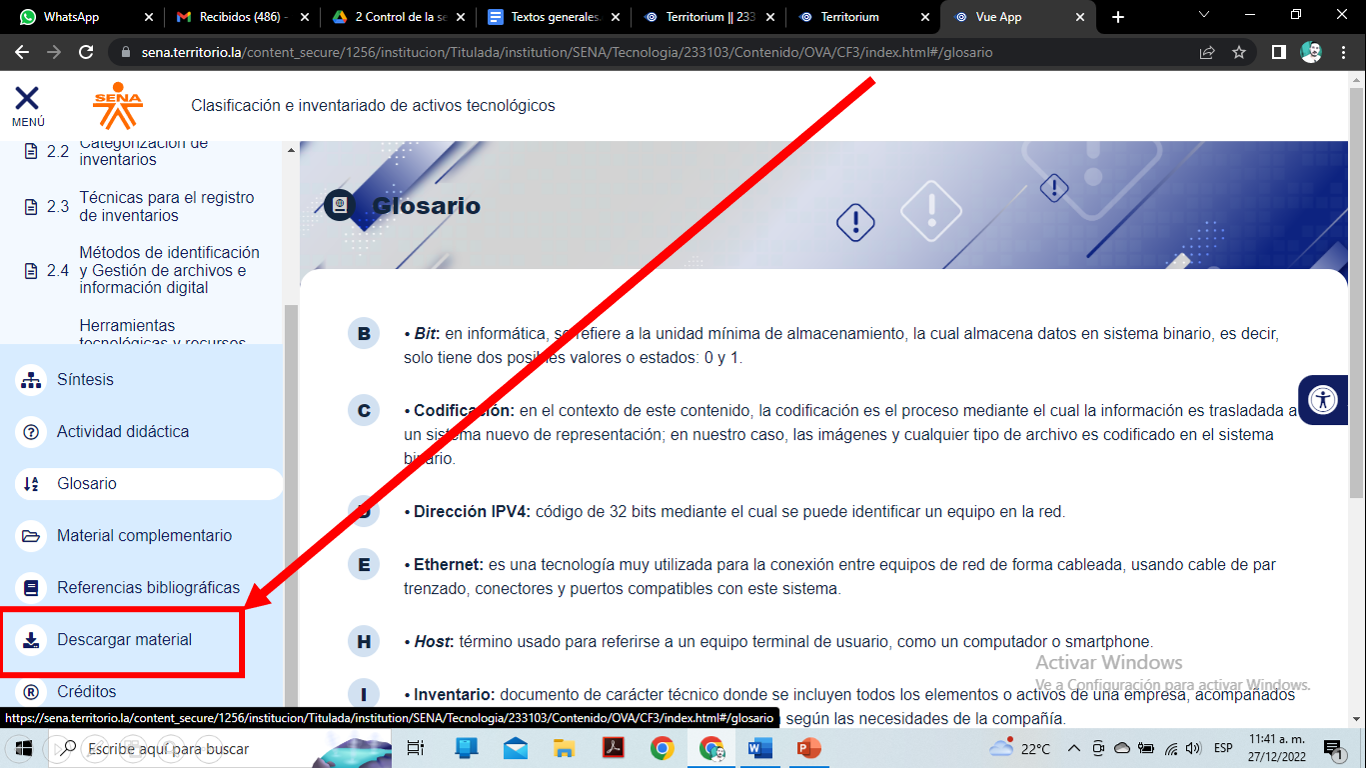 WhatsApp
Recibidos (486) -
2 Control de la se
Textos generales.
Territorium || 233
Territorium
Vue App
sena.territorio.la/content_secure/1256/institucion/Titulada/institution/SENA/Tecnologia/233103/Contenido/OVA/CF3/index.html#/glosario
MENÚ
SENA
Clasificación e inventariado de activos tecnológicos
2.2 Categorización de
inventarios
2.3 Técnicas para el registro
de inventarios
2.4 Métodos de identificación
y Gestión de archivos e
información digital
Herramientas
tecnológicas y recursos
Síntesis
Actividad didáctica
Glosario
Material complementario
Referencias bibliográficas
Descargar material
Créditos
Glosario
B • Bit: en informática, se refiere a la unidad mínima de almacenamiento, la cual almacena datos en sistema binario, es decir,
solo tiene dos posibles valores o estados: 0 y 1.
C • Codificación: en el contexto de este contenido, la codificación es el proceso mediante el cual la información es trasladada a
un sistema nuevo de representación; en nuestro caso, las imágenes y cualquier tipo de archivo es codificado en el sistema
binario.
D • Dirección IPV4: código de 32 bits mediante el cual se puede identificar un equipo en la red.
E • Ethernet: es una tecnología muy utilizada para la conexión entre equipos de red de forma cableada, usando cable de par
trenzado, conectores y puertos compatibles con este sistema.
H • Host: término usado para referirse a un equipo terminal de usuario, como un computador o smartphone.
I • Inventario: documento de carácter técnico donde se incluyen todos los elementos o activos de una empresa, acompañados
según las necesidades de la compañía.
Activar Windows
Ve a Configuración para activar Windows.
https://sena.territorio.la/content_secure/1256/institucion/Titulada/institution/SENA/Tecnologia/233103/Contenido/OVA/CF3/index.html#/glosario
Escribe aquí para buscar
22°C
ESP
11:41 a. m.
27/12/2022
1